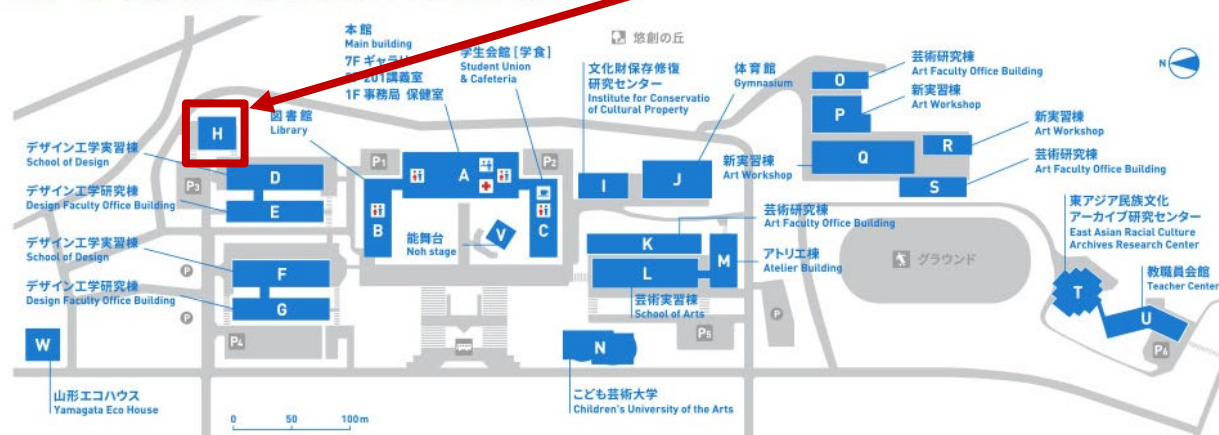 本館
Main building
7F ギャラリー
201講義室
1F 事務局 保健室
学生会館 [学食]
Student Union
& Cafeteria
悠創の丘
文化財保存修復
研究センター
Institute for Conservatio
of Cultural Property
体育館
Gymnasium
芸術研究棟
Art Faculty Office Building
新実習棟
Art Workshop
N
新実習棟
Art Workshop
芸術研究棟
Art Faculty Office Building
図書館
Library
デザイン工学実習棟
School of Design
デザイン工学研究棟
Design Faculty Office Building
デザイン工学実習棟
School of Design
デザイン工学研究棟
Design Faculty Office Building
能舞台
Noh stage
新実習棟
Art Workshop
芸術研究棟
Art Faculty Office Building
アトリエ棟
Atelier Building
芸術実習棟
School of Arts
グラウンド
東アジア民族文化
アーカイブ研究センター
East Asian Racial Culture
Archives Research Center
教職員会館
Teacher Center
山形エコハウス
Yamagata Eco House
こども芸術大学
Children's University of the Arts
H
D
E
F
G
W
A
B
C
V
I
J
K
L
M
N
O
P
Q
R
S
T
U
P1
P2
P3
P4
P5
P6
P
P
P
0 50 100m